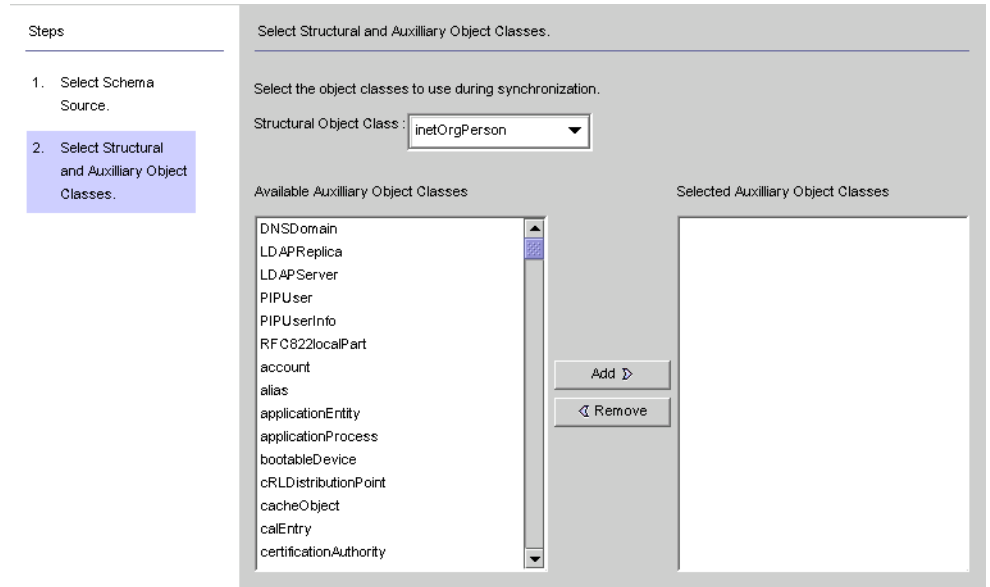 Steps
1. Select Schema
Source.
2. Select Structural
and Auxilliary Object
Classes.
Select Structural and Auxilliary Object Classes.
Select the object classes to use during synchronization.
Structural Object Class :
inetOrgPerson
Available Auxilliary Object Classes
DNSDomain
LDAPReplica
LDAPServer
PIPUser
PIPUserInfo
RFC822localPart
account
alias
applicationEntity
applicationProcess
bootableDevice
cRLDistributionPoint
cacheObject
calEntry
certificationAuthority
Add
Remove
Selected Auxilliary Object Classes